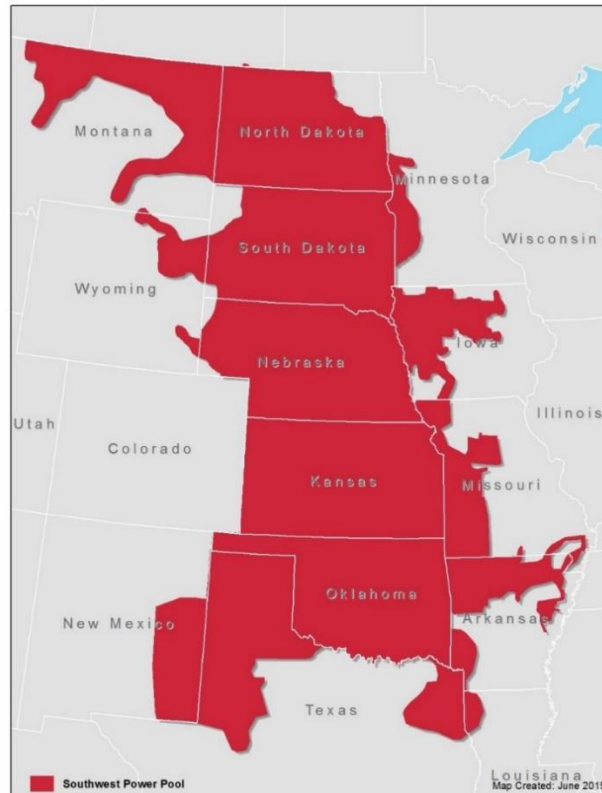 Montana
North Dakota
Minnesota
South Dakota
Wisconsin
Wyoming
Iowa
Nebraska
Illinois
Utah
Colorado
Kansas
Missouri
Oklahoma
New Mexico
Arkansas
Texas
Louisiana
Southwest Power Pool
Map Created: June 2015